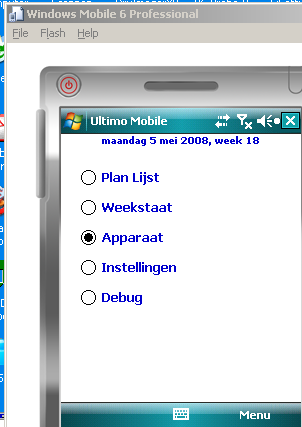 Windows Mobile 6 Professional
File Flash Help
Ultimo Mobile
maandag 5 mei 2008, week 18
Plan Lijst
Weekstaat
Apparaat
Instellingen
Debug
Menu